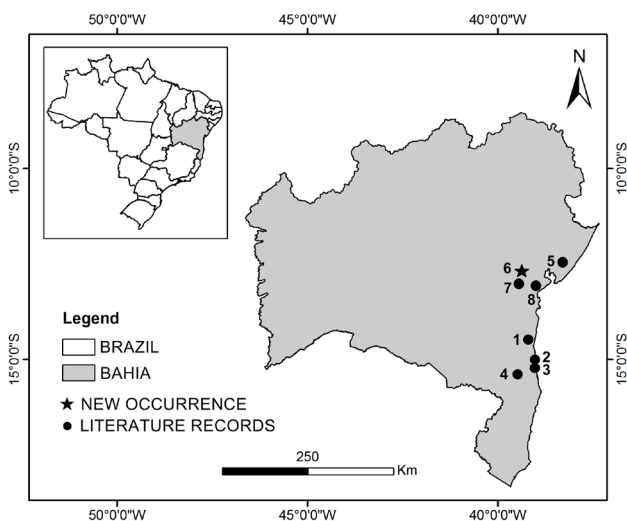 50°0'0"W 45°0'0"W 40°0'0"W
N
10°0'0"S 10°0'0"S
5
6
7
8
Legend
1
BRAZIL
2
15°0'0"S 15°0'0"S
3
BAHIA
4
NEW OCCURRENCE
LITERATURE RECORDS
250
Km
50°0'0"W 45°0'0"W 40°0'0"W